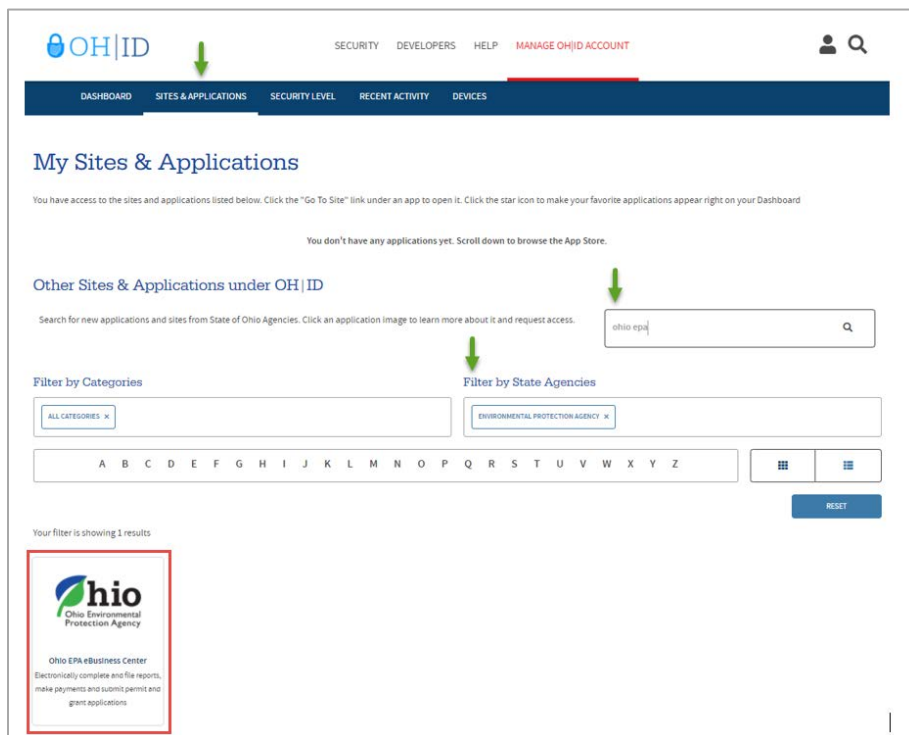 OH|ID
SECURITY DEVELOPERS HELP MANAGE OH|ID ACCOUNT
DASHBOARD SITES & APPLICATIONS SECURITY LEVEL RECENT ACTIVITY DEVICES
My Sites & Applications
You have access to the sites and applications listed below. Click the "Go To Site" link under an app to open it. Click the star icon to make your favorite applications appear right on your Dashboard
You don't have any applications yet. Scroll down to browse the App Store.
Other Sites & Applications under OH|ID
Search for new applications and sites from State of Ohio Agencies. Click an application image to learn more about it and request access.
ohio epa
Filter by Categories
Filter by State Agencies
ALL CATEGORIES ×
ENVIRONMENTAL PROTECTION AGENCY ×
A B C D E F G H I J K L M N O P Q R S T U V W X Y Z
RESET
Your filter is showing 1 results
Ohio
Ohio Environmental
Protection Agency
Ohio EPA eBusiness Center
Electronically complete and file reports,
make payments and submit permit and
grant applications